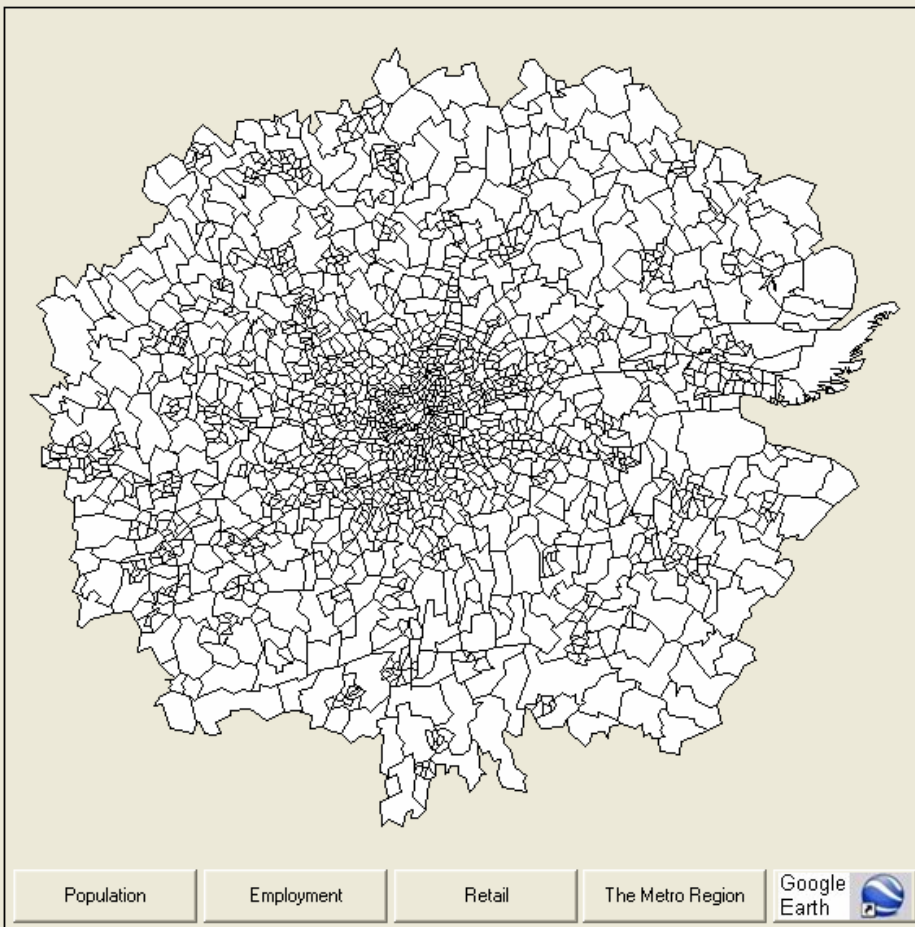 Population
Employment
Retail
The Metro Region
Google
Earth